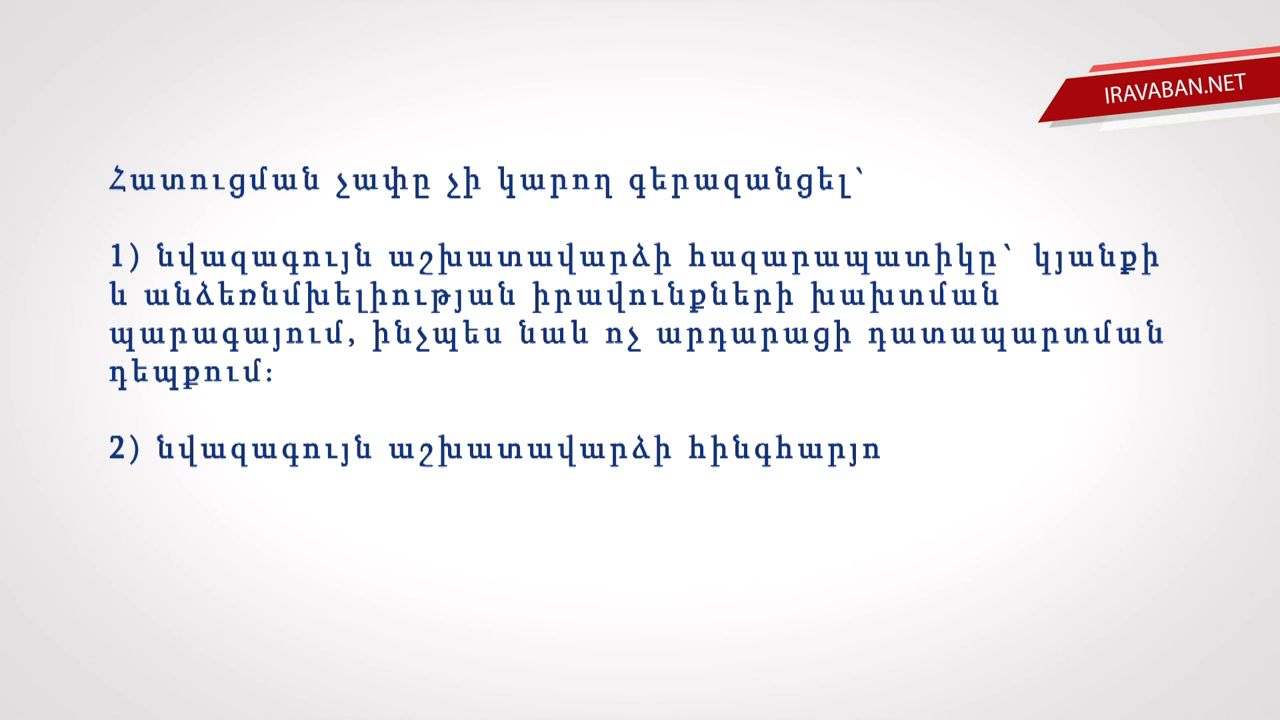 IRAVABAN.NET
Հատուցման չափը չի կարող գերազանցել՝
1) նվազագույն աշխատավարձի հազարապատիկը՝ կյանքի
և անձեռնմխելիության իրավունքների խախտման
պարագայում, ինչպես նաև ոչ արդարացի դատապարտման
դեպքում:
2) նվազագույն աշխատավարձի հինգհարյո